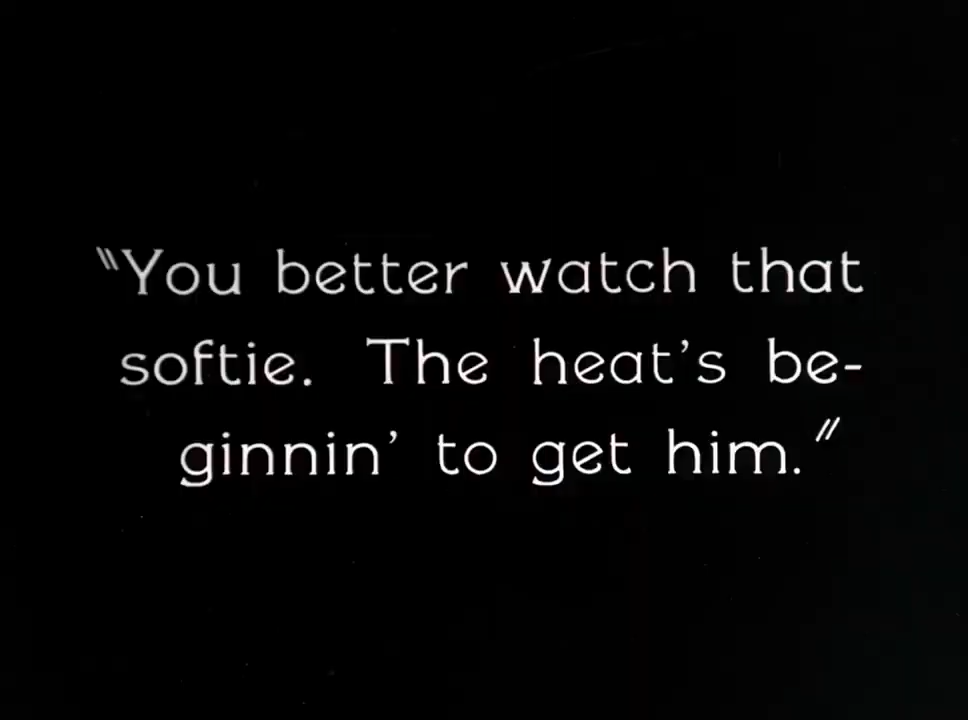 "You better watch that
softie. The heat's be-
ginnin' to get him."